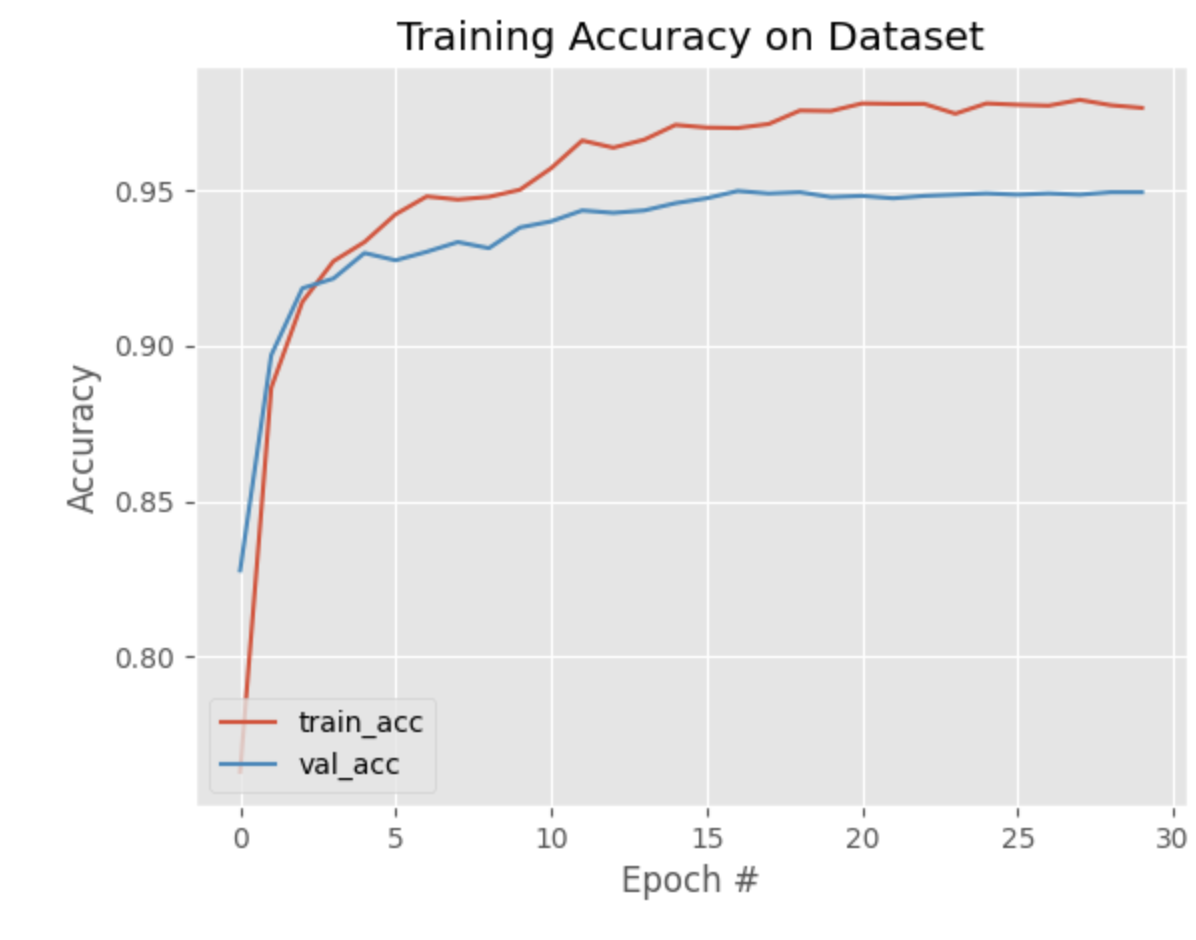 Training Accuracy on Dataset
0.95
0.90
0.85
0.80
Accuracy
train_acc
val_acc
0 5 10 15 20 25 30
Epoch #